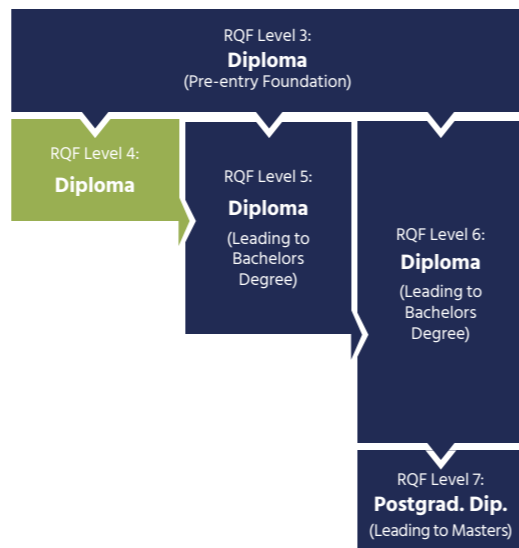 RQF Level 3:
Diploma
(Pre-entry Foundation)
RQF Level 4:
Diploma
RQF Level 5:
Diploma
(Leading to
Bachelors
Degree)
RQF Level 6:
Diploma
(Leading to
Bachelors
Degree)
RQF Level 7:
Postgrad. Dip.
(Leading to Masters)